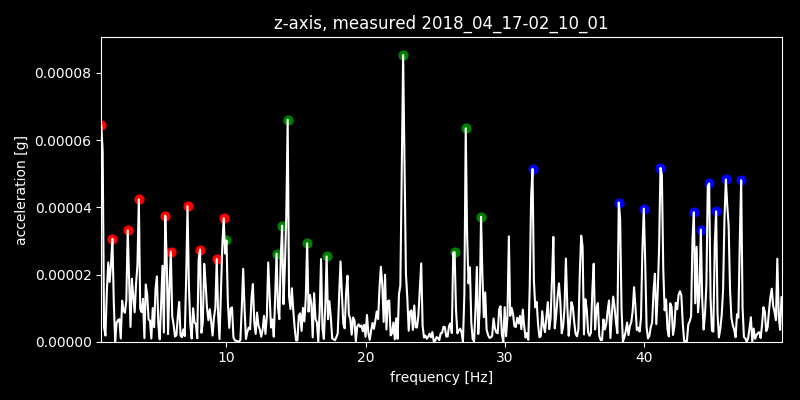 z-axis, measured 2018_04_17-02_10_01
0.00008
0.00006
0.00004
0.00002
0.00000
acceleration [g]
10 20 30 40
frequency [Hz]